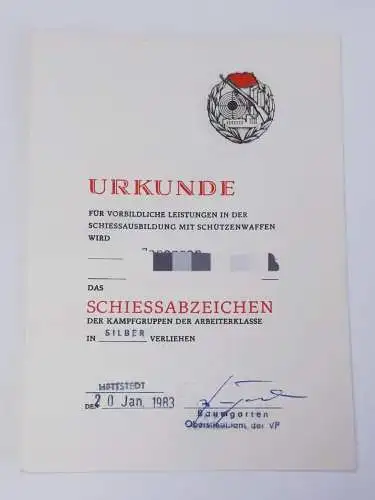 URKUNDE
FÜR VORBILDLICHE LEISTUNGEN IN DER
SCHIESSAUSBILDUNG MIT SCHÜTZENWAFFEN
WIRD
DAS
SCHIESSABZEICHEN
DER KAMPFGRUPPEN DER ARBEITERKLASSE
IN SILBER VERLIEHEN
HETTSTEDT
DEN 20 Jan. 1983
Baumgarten
Oberstleutnant der VP